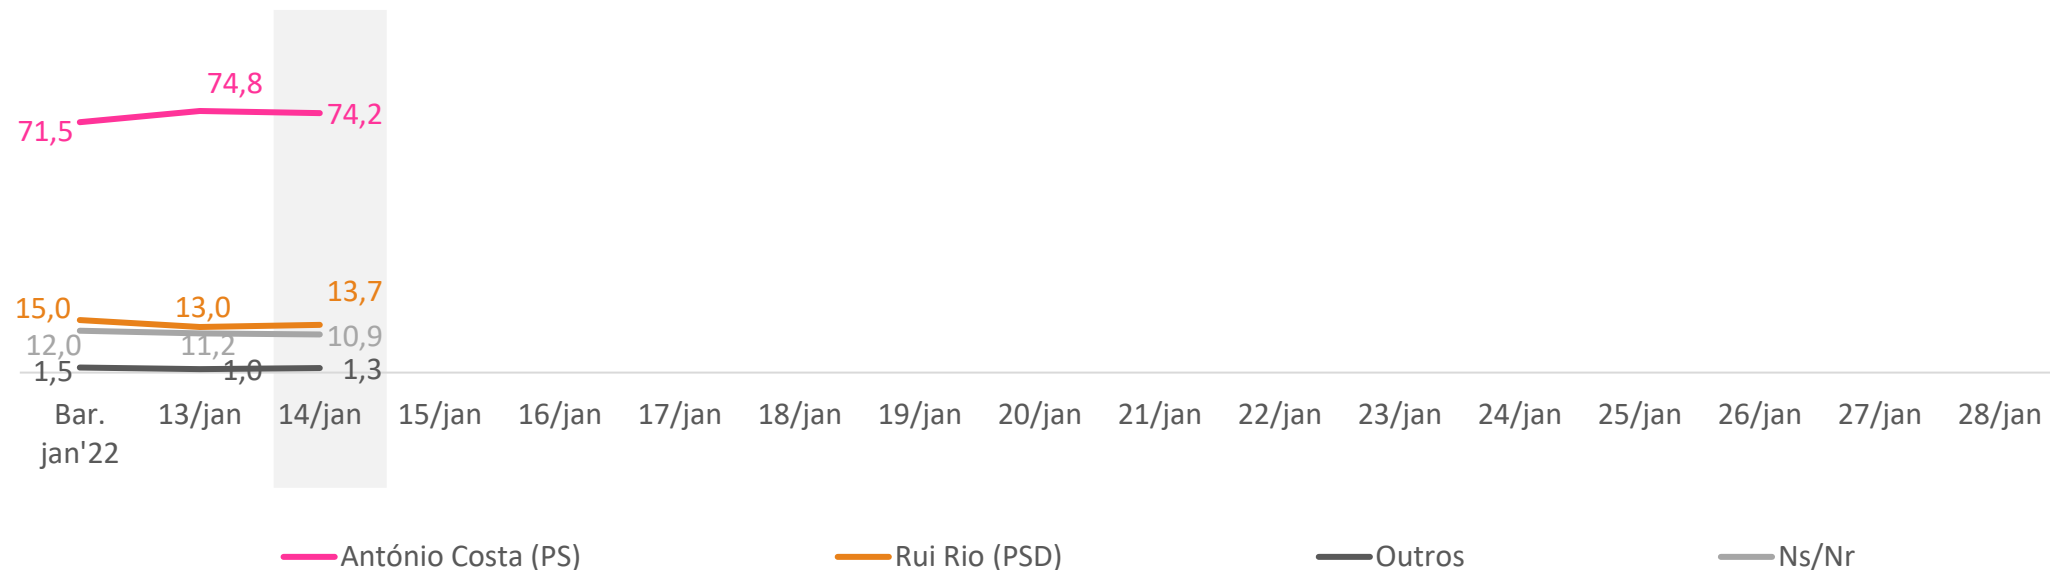 74,8
71,5
74,2
15,0
13,0
13,7
12,0
11,2
10,9
1,5
1,0
1,3
Bar. jan'22
13/jan
14/jan
15/jan
16/jan
17/jan
18/jan
19/jan
20/jan
21/jan
22/jan
23/jan
24/jan
25/jan
26/jan
27/jan
28/jan
António Costa (PS)
Rui Rio (PSD)
Outros
Ns/Nr